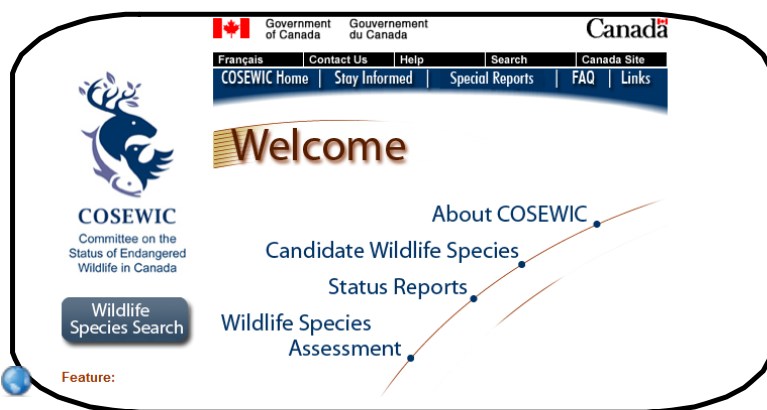 Government of Canada
Gouvernement du Canada
Canada
Français Contact Us Help Search Canada Site
COSEWIC Home Stay Informed Special Reports FAQ Links
Welcome
COSEWIC
Committee on the
Status of Endangered
Wildlife in Canada
Wildlife
Species Search
Feature:
About COSEWIC
Candidate Wildlife Species
Status Reports
Wildlife Species
Assessment